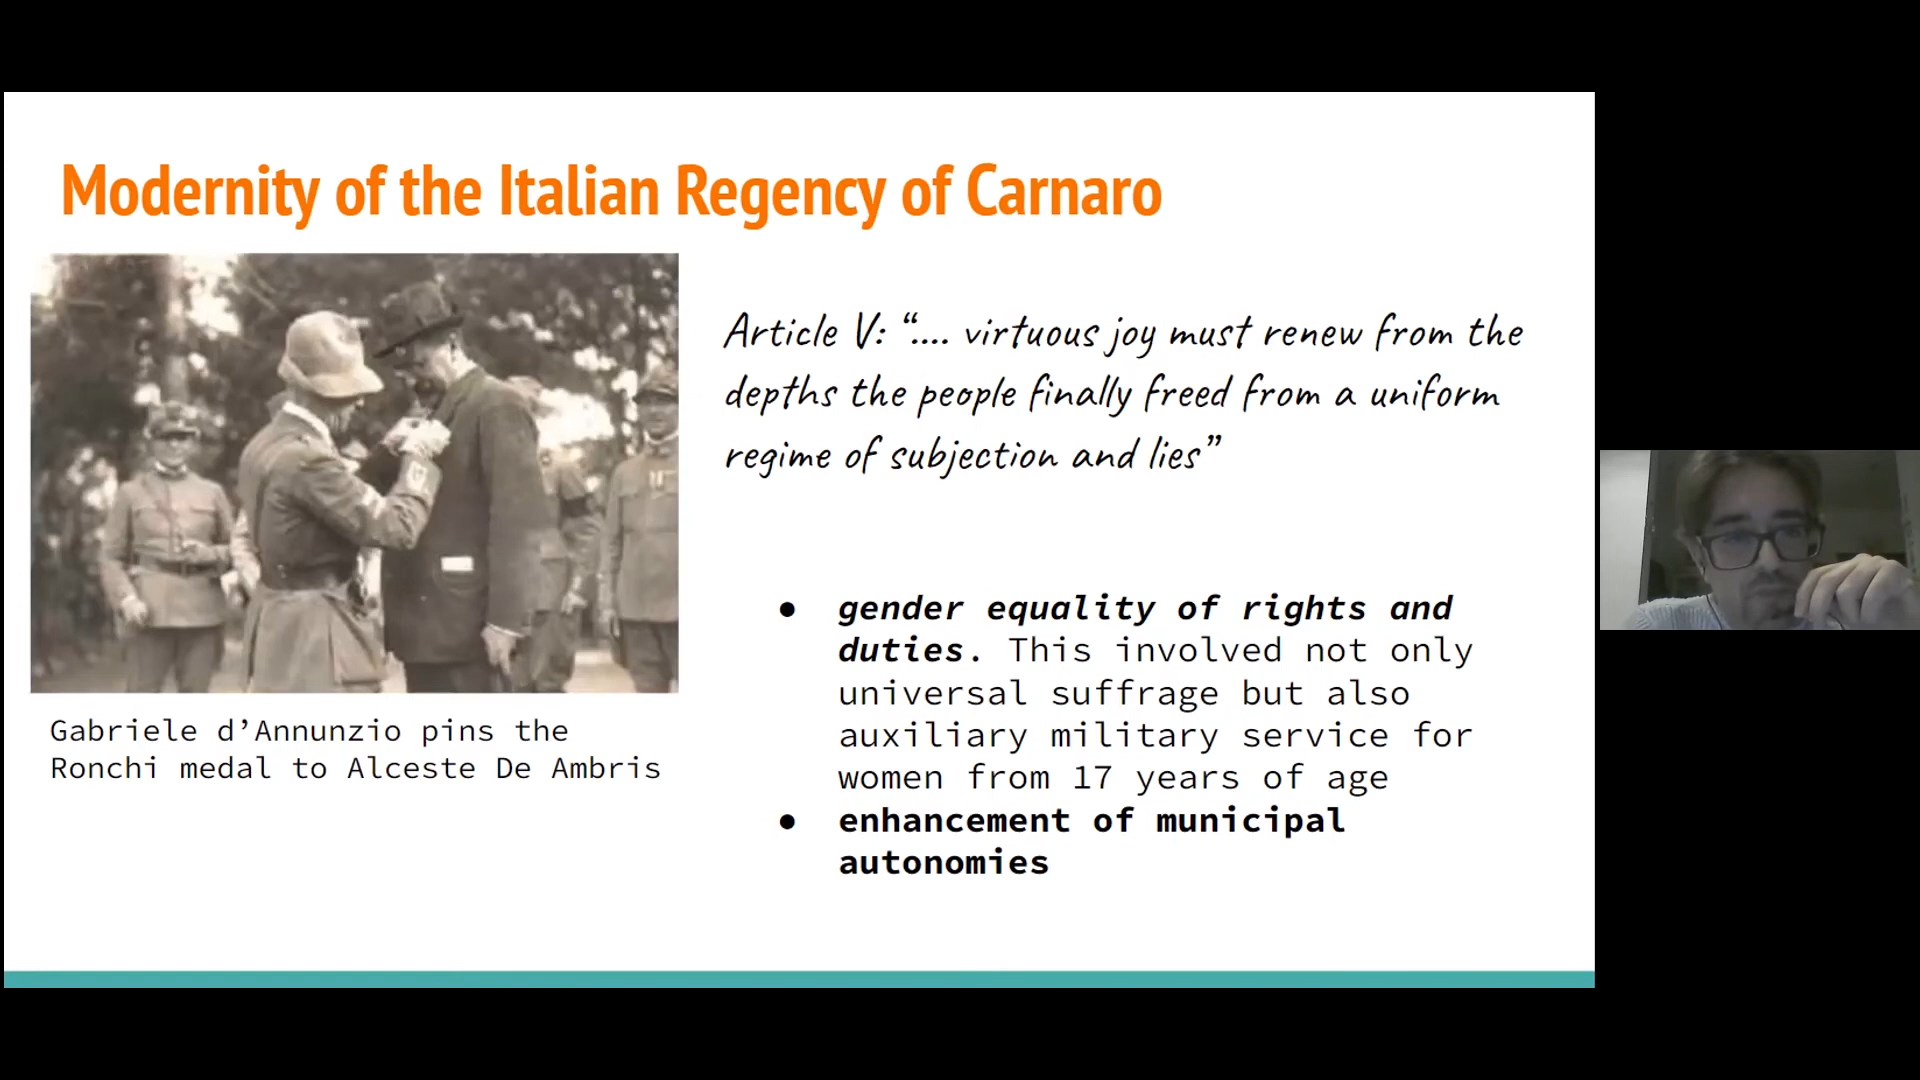 Modernity of the Italian Regency of Carnaro
Article V: “.... virtuous joy must renew from the
depths the people finally freed from a uniform
regime of subjection and lies”
● gender equality of rights and
duties. This involved not only
universal suffrage but also
auxiliary military service for
women from 17 years of age
● enhancement of municipal
autonomies
Gabriele d’Annunzio pins the
Ronchi medal to Alceste De Ambris